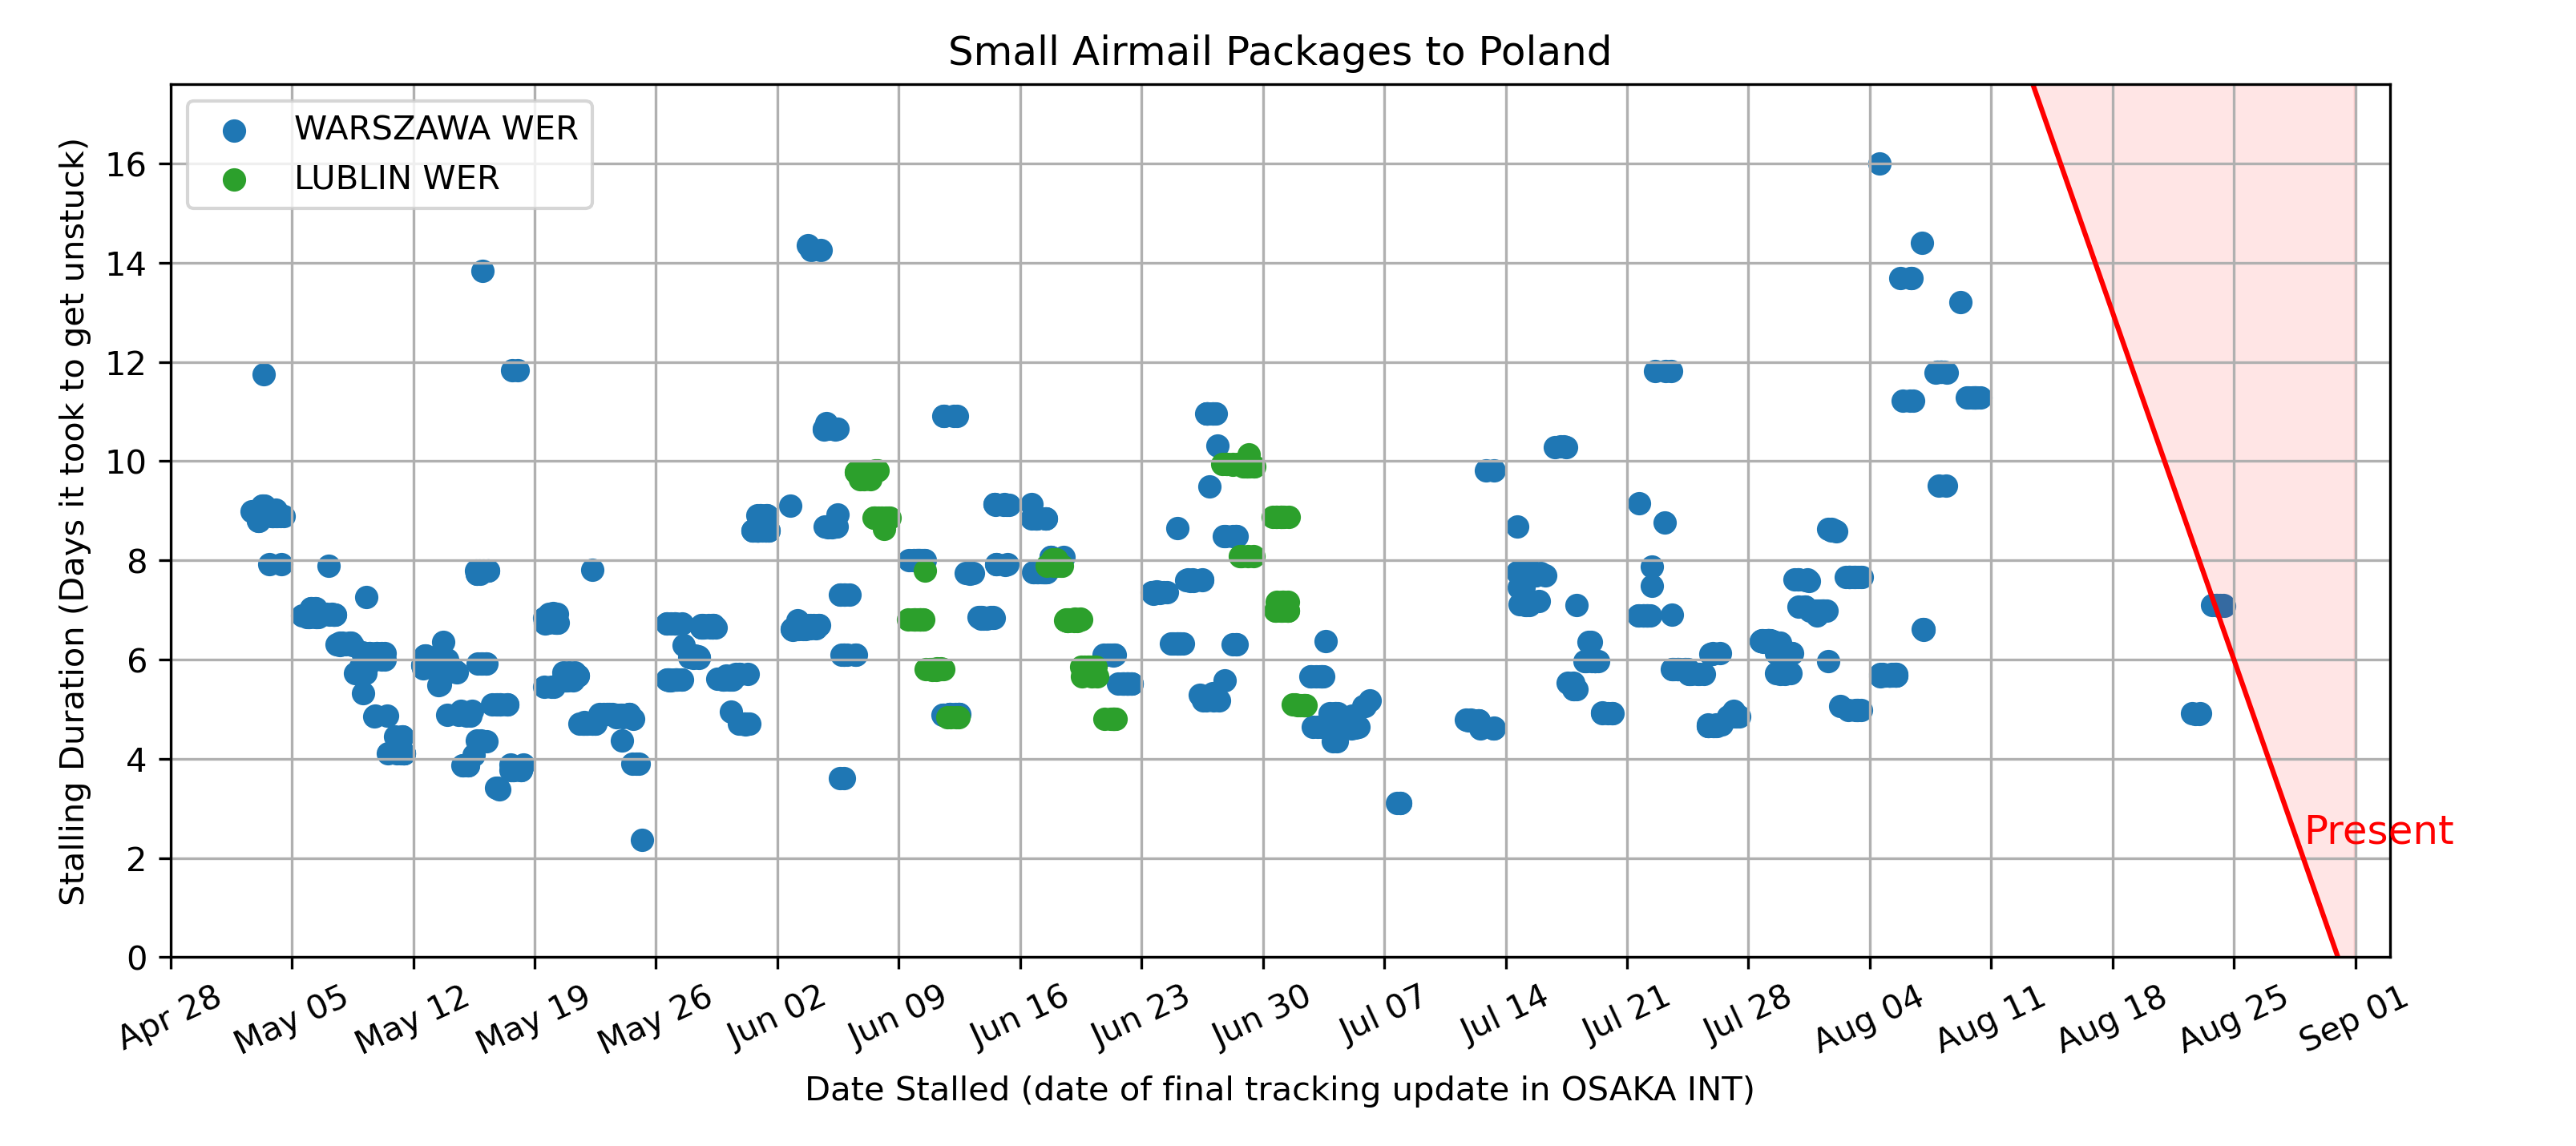 Small Airmail Packages to Poland
WARSZAWA WER
LUBLIN WER
Stalling Duration (Days it took to get unstuck)
16
14
12
10
8
6
4
2
0
Present
Apr 28
May 05
May 12
May 19
May 26
Jun 02
Jun 09
Jun 16
Jun 23
Jun 30
Jul 07
Jul 14
Jul 21
Jul 28
Aug 04
Aug 11
Aug 18
Aug 25
Sep 01
Date Stalled (date of final tracking update in OSAKA INT)